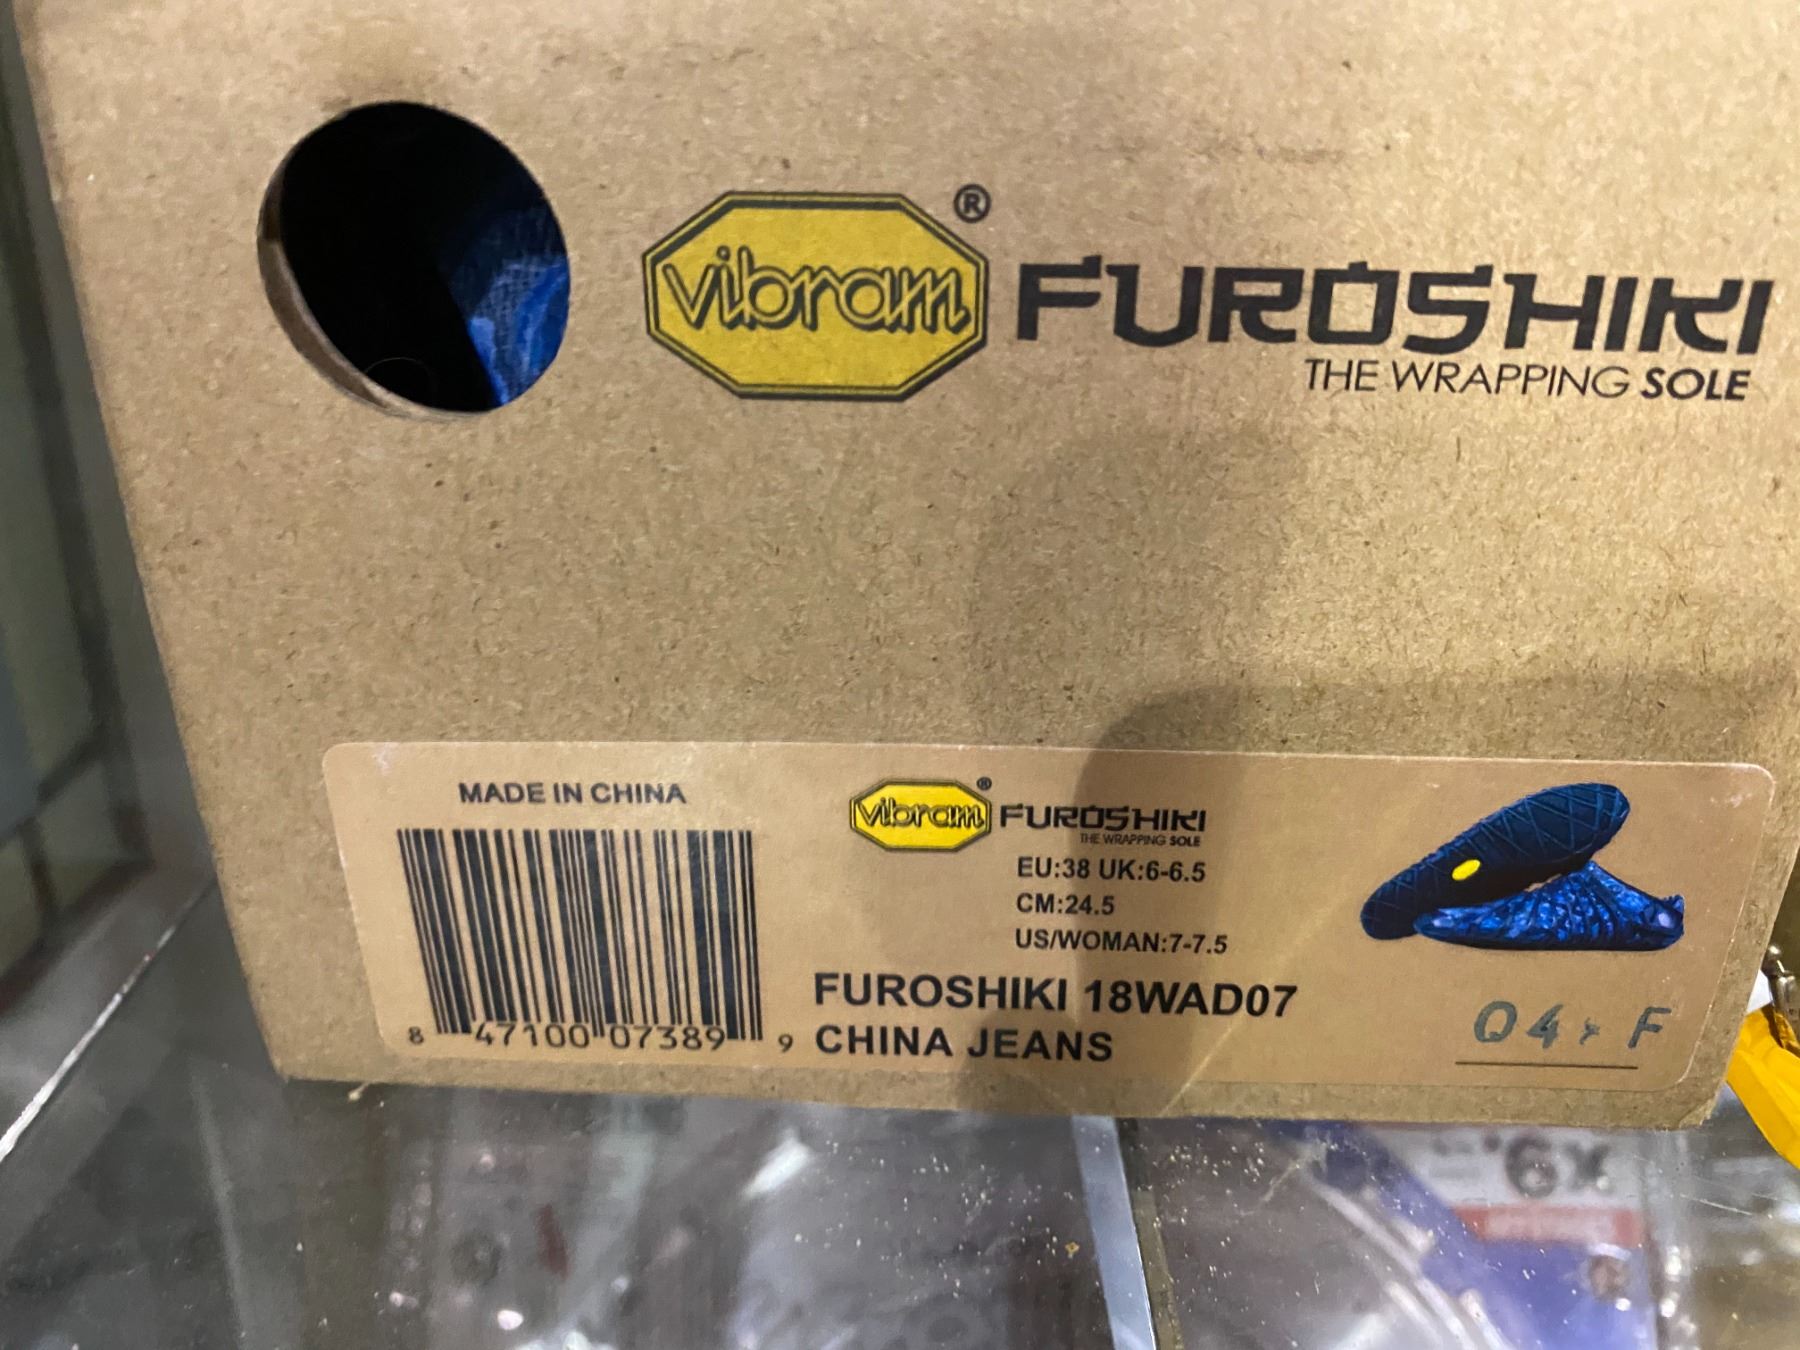 vibram®
FUROSHIKI
THE WRAPPING SOLE
MADE IN CHINA
8 47100 07389 9
vibram® FUROSHIKI
THE WRAPPING SOLE
EU:38 UK:6-6.5
CM:24.5
US/WOMAN:7-7.5
FUROSHIKI 18WAD07
CHINA JEANS